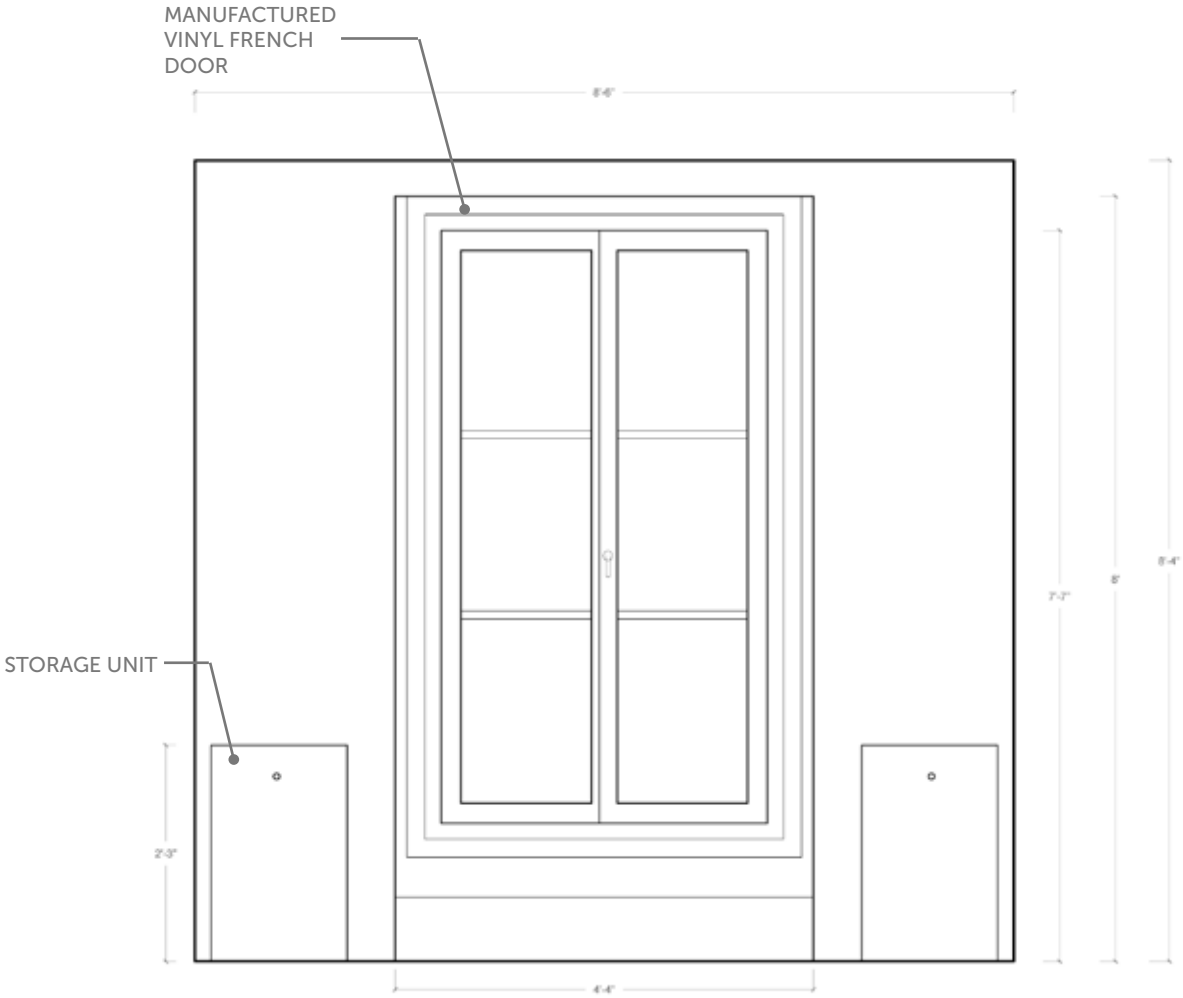 MANUFACTURED
VINYL FRENCH
DOOR
8'-6"
STORAGE UNIT
2'-3"
4'-4"
7'-7"
8'
8'-4"